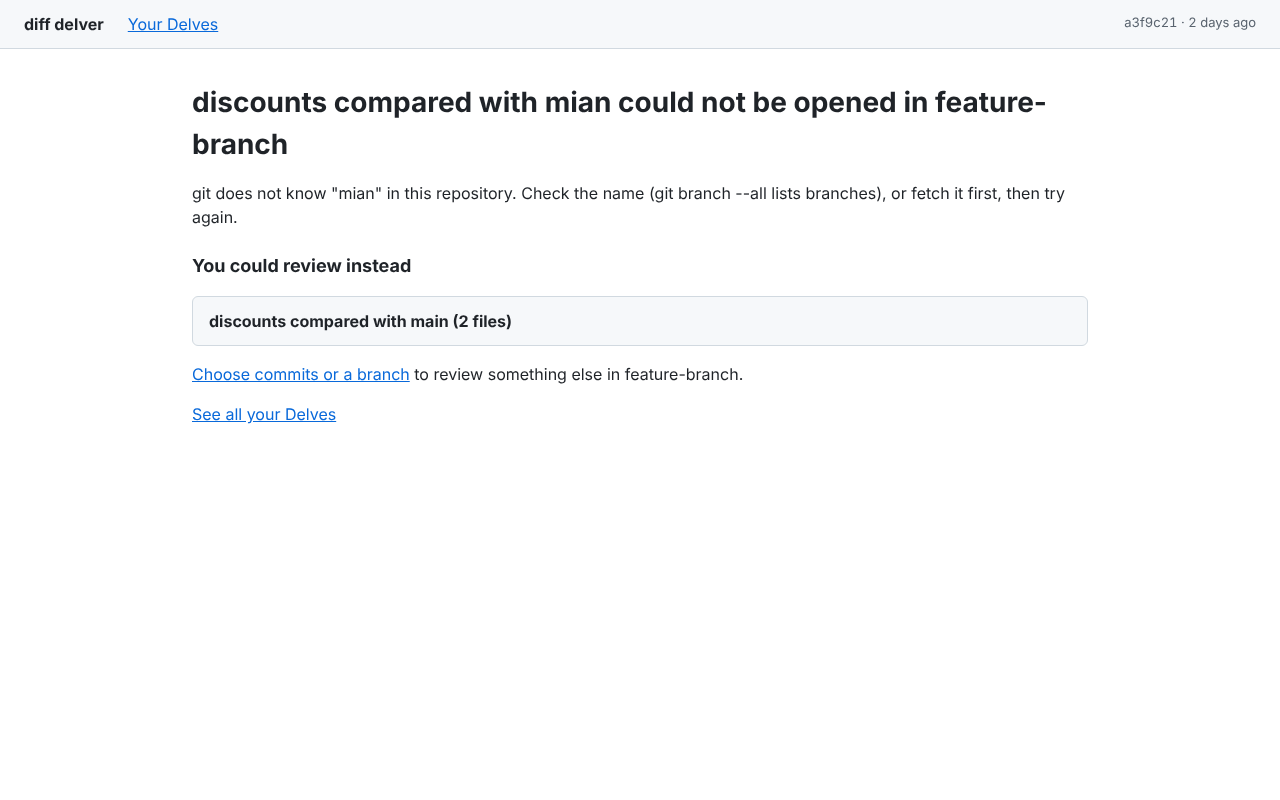 diff delver
Your Delves
a3f9c21 · 2 days ago
discounts compared with mian could not be opened in feature-
branch
git does not know "mian" in this repository. Check the name (git branch --all lists branches), or fetch it first, then try
again.
You could review instead
discounts compared with main (2 files)
Choose commits or a branch to review something else in feature-branch.
See all your Delves